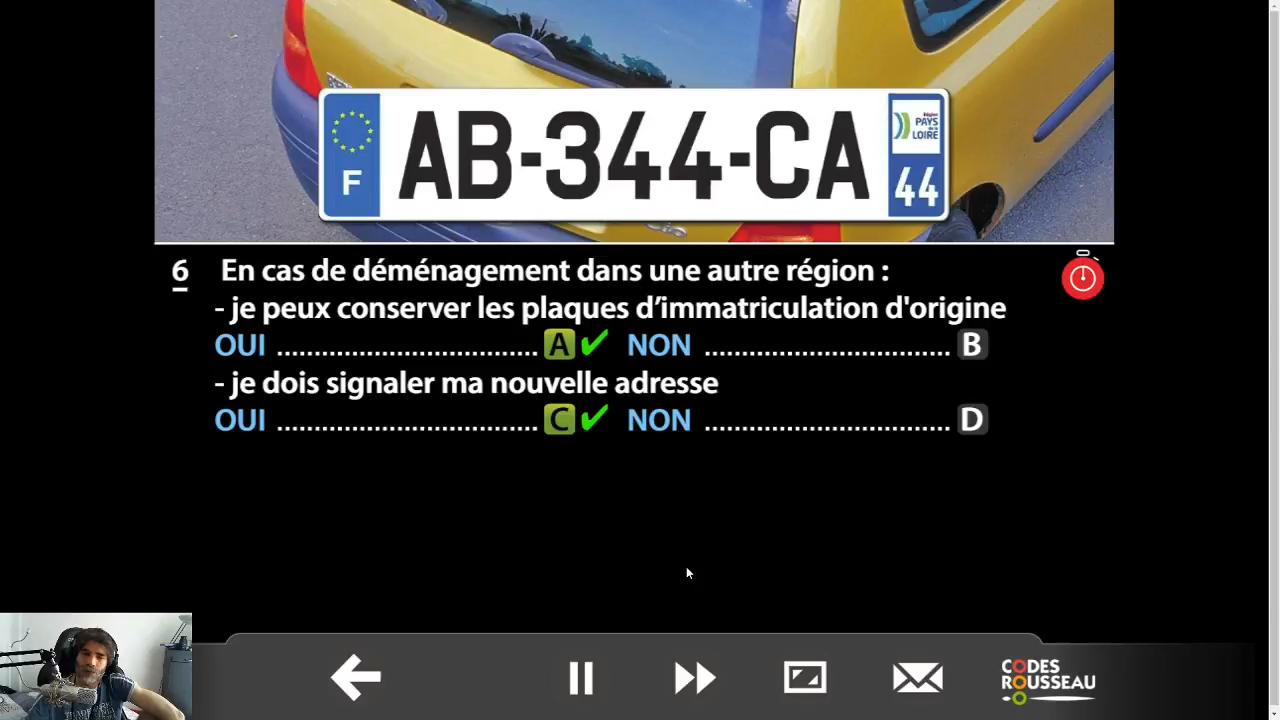 F
AB-344-CA
Région
PAYS
de la
LOIRE
44
6 En cas de déménagement dans une autre région :
- je peux conserver les plaques d’immatriculation d'origine
OUI ................................... A ✔ NON ................................. B
- je dois signaler ma nouvelle adresse
OUI ................................... C ✔ NON ................................. D
CODES
ROUSSEAU